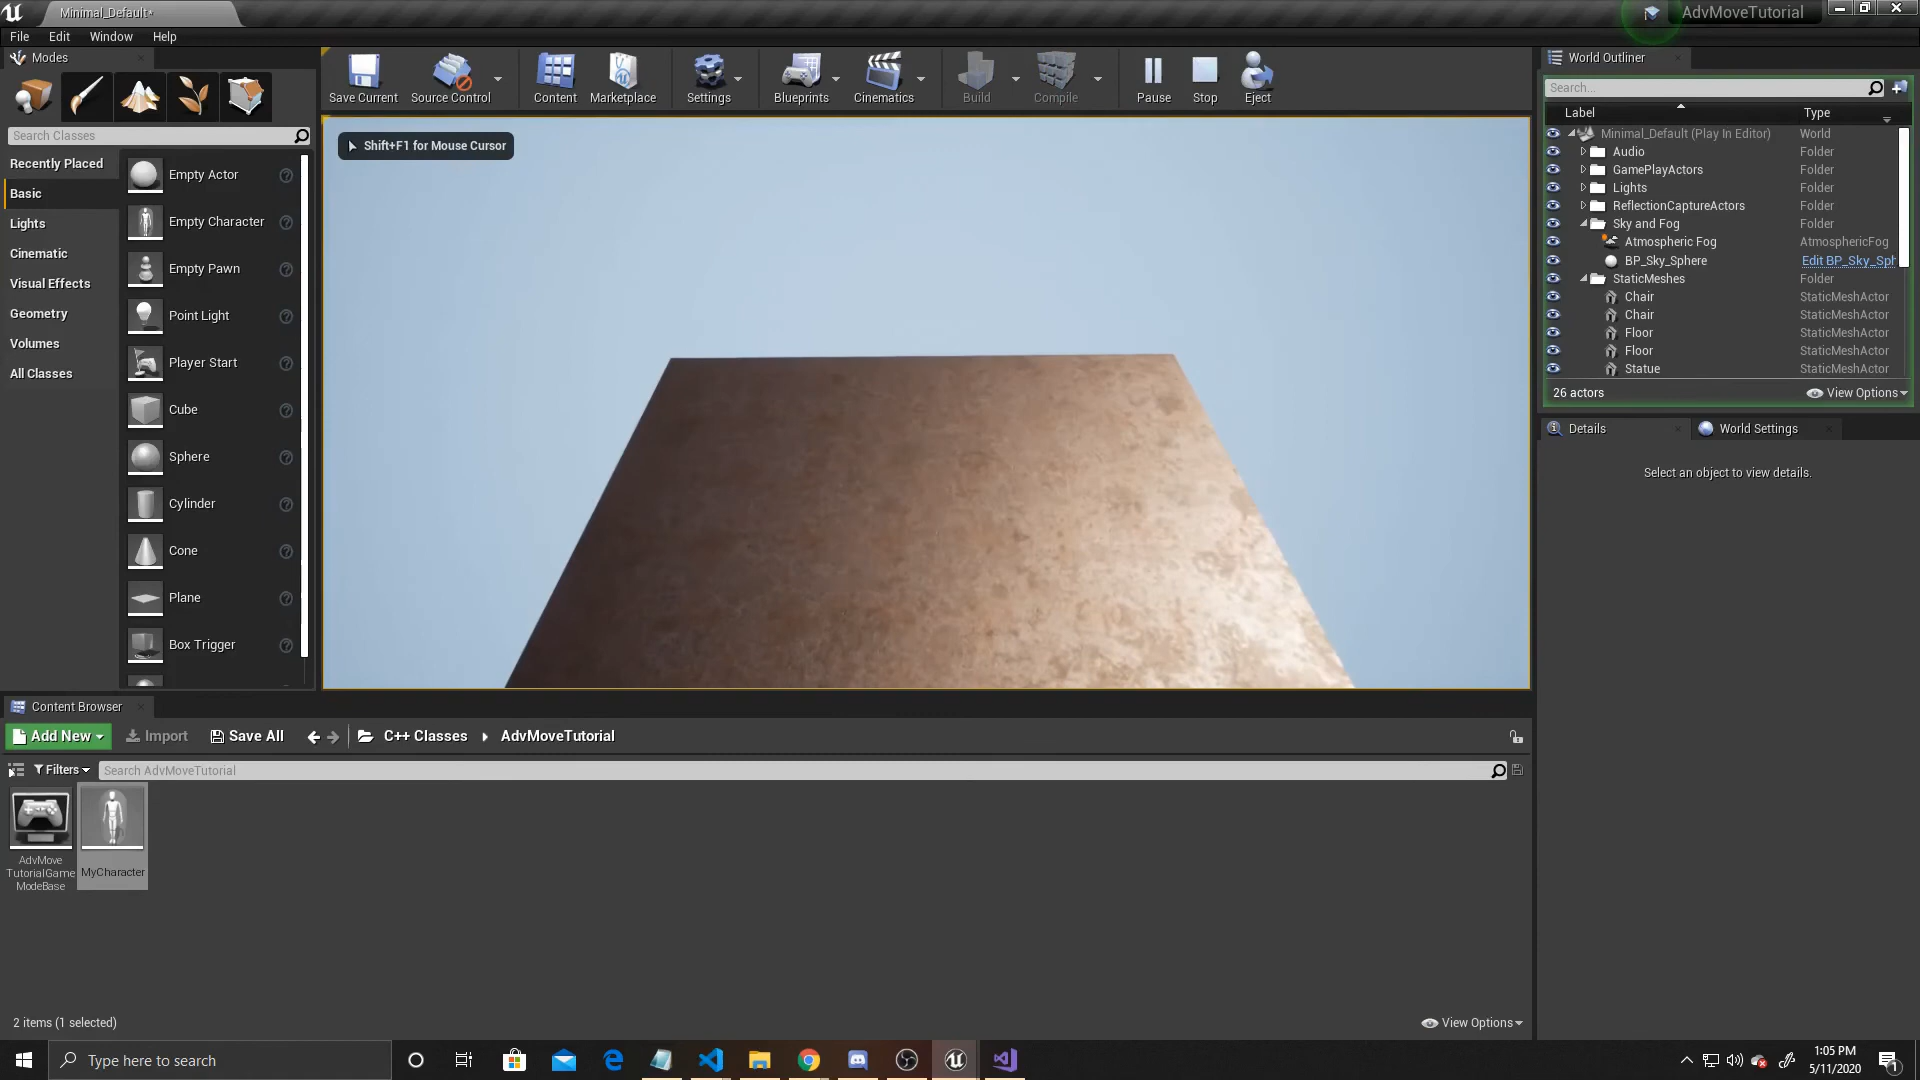 Minimal_Default*
AdvMoveTutorial
File Edit Window Help
Modes
Search Classes
Recently Placed
Basic
Lights
Cinematic
Visual Effects
Geometry
Volumes
All Classes
Empty Actor
Empty Character
Empty Pawn
Point Light
Player Start
Cube
Sphere
Cylinder
Cone
Plane
Box Trigger
Save Current
Source Control
Content
Marketplace
Settings
Blueprints
Cinematics
Build
Compile
Pause
Stop
Eject
Shift+F1 for Mouse Cursor
World Outliner
Search...
Label Type
Minimal_Default (Play In Editor) World
Audio Folder
GamePlayActors Folder
Lights Folder
ReflectionCaptureActors Folder
Sky and Fog Folder
Atmospheric Fog AtmosphericFog
BP_Sky_Sphere Edit BP_Sky_Sph
StaticMeshes Folder
Chair StaticMeshActor
Chair StaticMeshActor
Floor StaticMeshActor
Floor StaticMeshActor
Statue StaticMeshActor
26 actors View Options
Details World Settings
Select an object to view details.
Content Browser
Add New Import Save All C++ Classes AdvMoveTutorial
Filters Search AdvMoveTutorial
AdvMove
TutorialGame
ModeBase
MyCharacter
2 items (1 selected) View Options
Type here to search
1:05 PM
5/11/2020
1